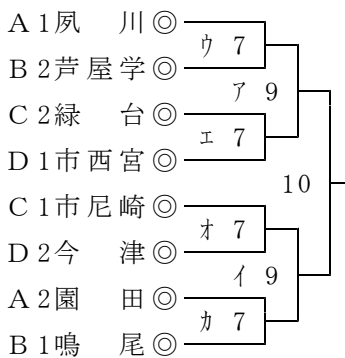 A 1 夙 川 ◎
ウ 7
B 2 芦屋学 ◎
ア 9
C 2 緑 台 ◎
エ 7
D 1 市西宮 ◎
10
C 1 市尼崎 ◎
オ 7
D 2 今 津 ◎
イ 9
A 2 園 田 ◎
カ 7
B 1 鳴 尾 ◎